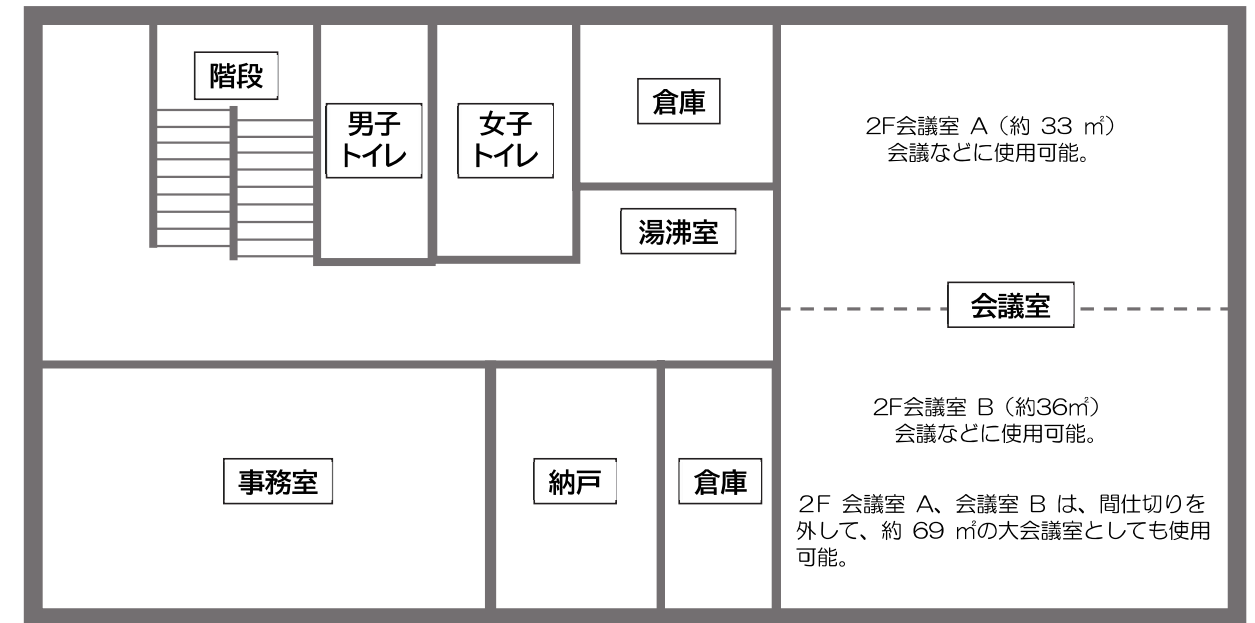 階段
男子
トイレ
女子
トイレ
倉庫
湯沸室
2F会議室 A（約 33 ㎡）
会議などに使用可能。
会議室
2F会議室 B（約36㎡）
会議などに使用可能。
事務室
納戸
倉庫
2F 会議室 A、会議室 B は、間仕切りを
外して、約 69 ㎡の大会議室としても使用
可能。